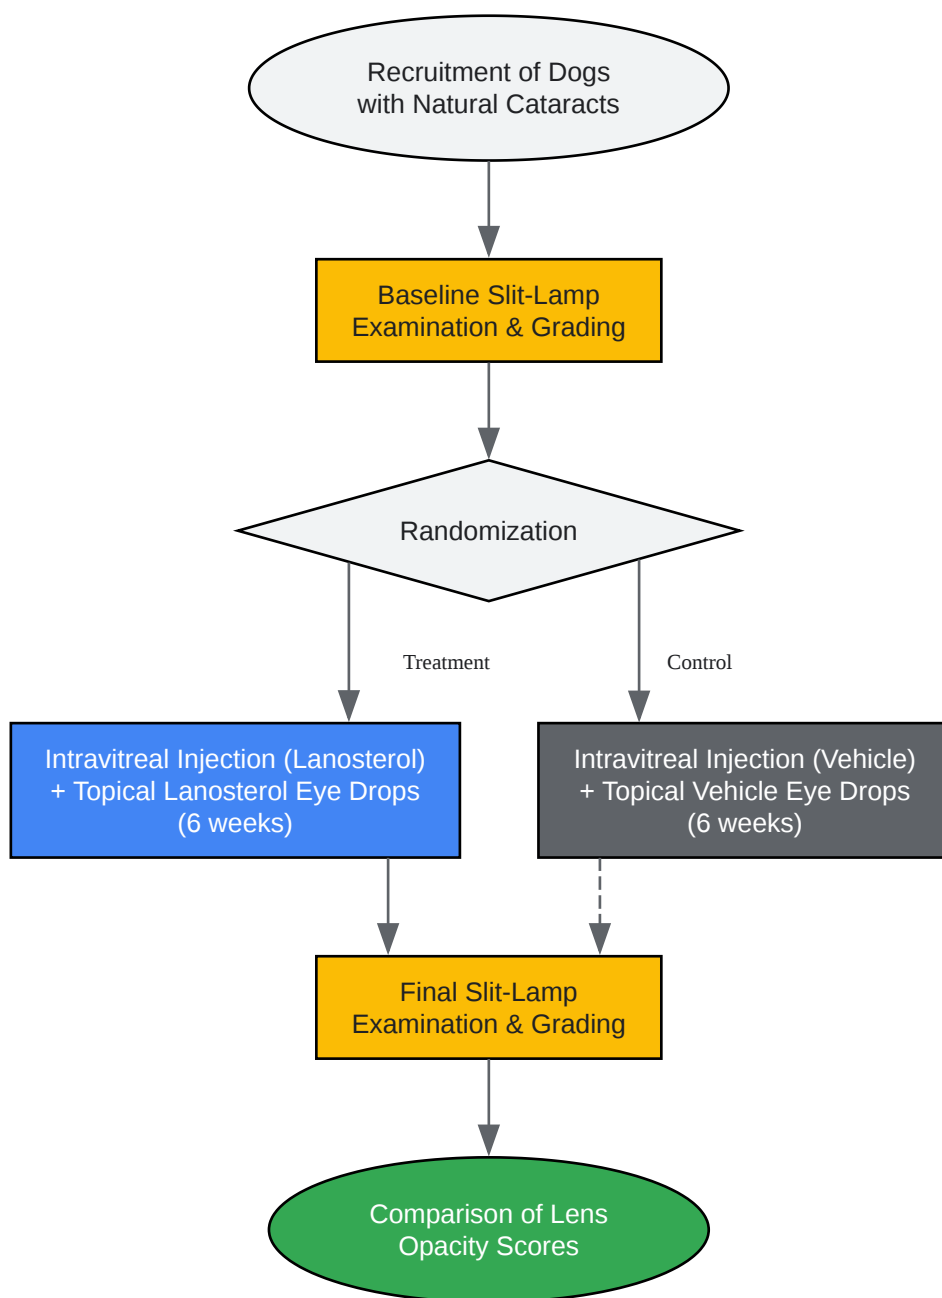 Recruitment of Dogs
with Natural Cataracts
Baseline Slit-Lamp
Examination & Grading
Randomization
Treatment
Control
Intravitreal Injection (Lanosterol)
+ Topical Lanosterol Eye Drops
(6 weeks)
Intravitreal Injection (Vehicle)
+ Topical Vehicle Eye Drops
(6 weeks)
Final Slit-Lamp
Examination & Grading
Comparison of Lens
Opacity Scores